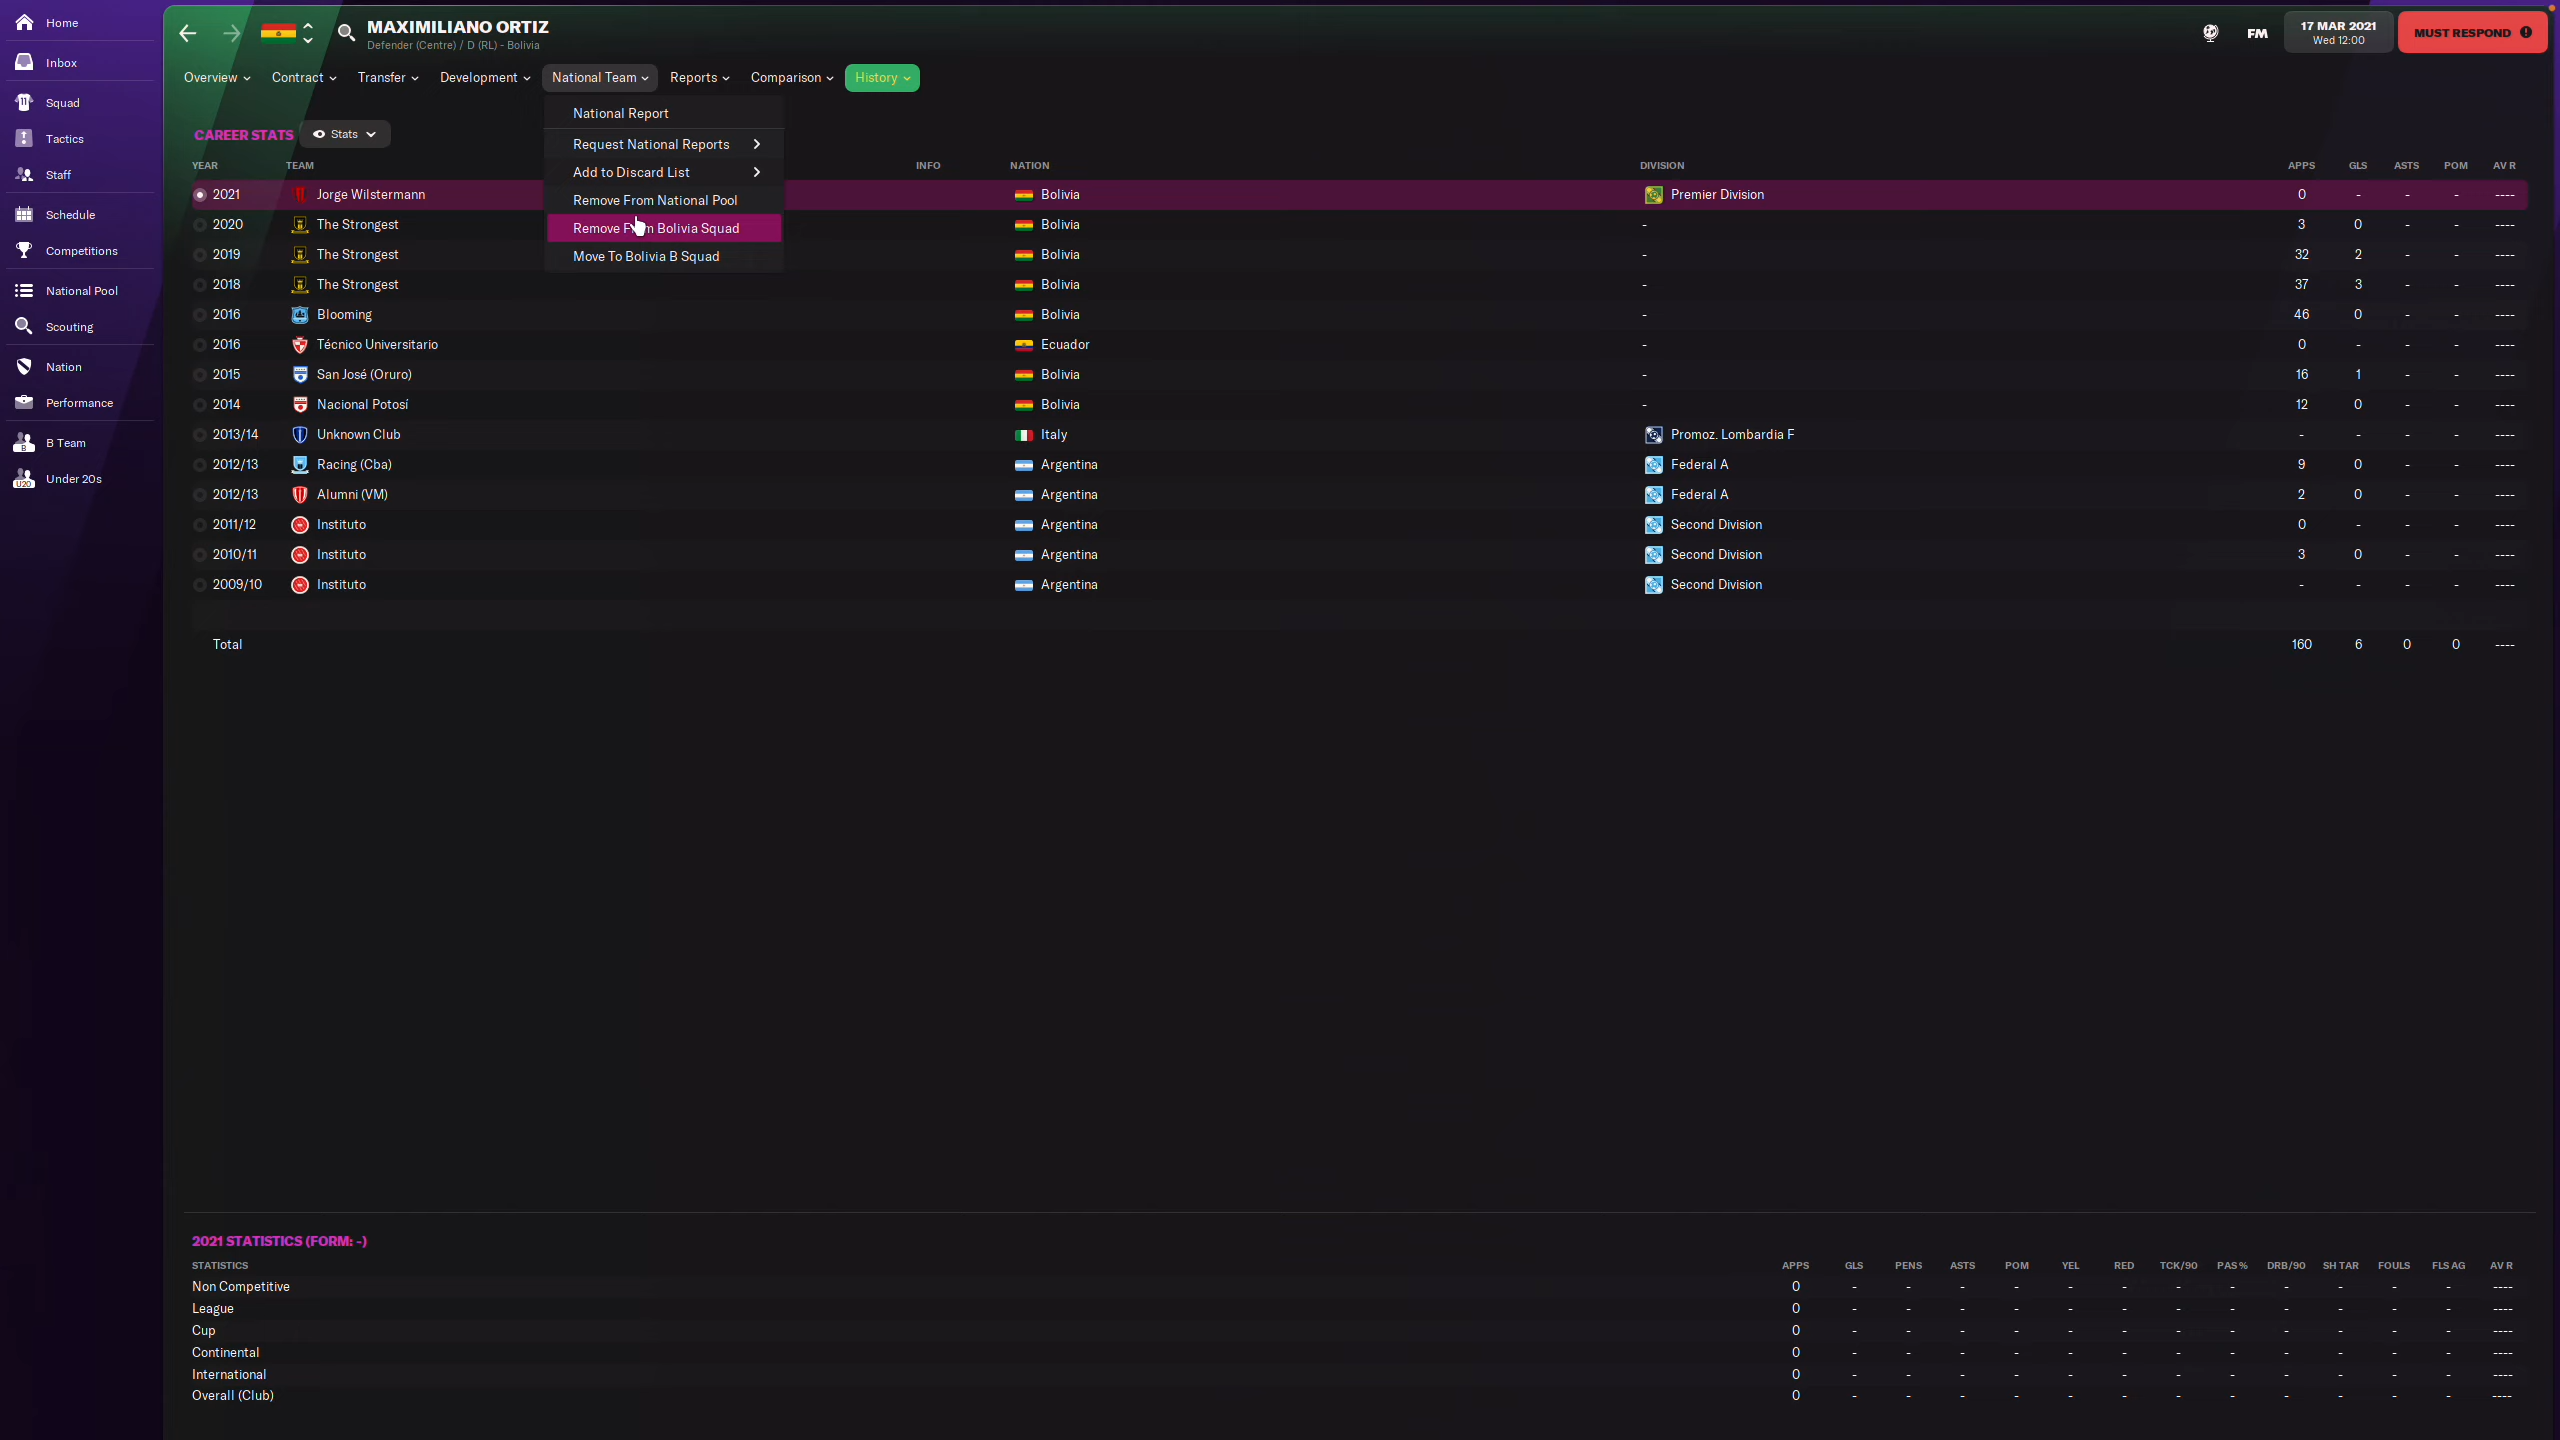 Home
Inbox
Squad
Tactics
Staff
Schedule
Competitions
National Pool
Scouting
Nation
Performance
B Team
Under 20s
MAXIMILIANO ORTIZ
Defender (Centre) / D (RL) - Bolivia
FM
17 MAR 2021
Wed 12:00
MUST RESPOND
Overview Contract Transfer Development National Team Reports Comparison History
National Report
Request National Reports
Add to Discard List
Remove From National Pool
Remove From Bolivia Squad
Move To Bolivia B Squad
CAREER STATS Stats
YEAR TEAM INFO NATION DIVISION APPS GLS ASTS POM AV R
2021 Jorge Wilstermann Bolivia Premier Division 0 - - - ----
2020 The Strongest Bolivia - 3 0 - - ----
2019 The Strongest Bolivia - 32 2 - - ----
2018 The Strongest Bolivia - 37 3 - - ----
2016 Blooming Bolivia - 46 0 - - ----
2016 Técnico Universitario Ecuador - 0 - - - ----
2015 San José (Oruro) Bolivia - 16 1 - - ----
2014 Nacional Potosí Bolivia - 12 0 - - ----
2013/14 Unknown Club Italy Promoz. Lombardia F - - - - ----
2012/13 Racing (Cba) Argentina Federal A 9 0 - - ----
2012/13 Alumni (VM) Argentina Federal A 2 0 - - ----
2011/12 Instituto Argentina Second Division 0 - - - ----
2010/11 Instituto Argentina Second Division 3 0 - - ----
2009/10 Instituto Argentina Second Division - - - - ----
Total 160 6 0 0 ----
2021 STATISTICS (FORM: -)
STATISTICS APPS GLS PENS ASTS POM YEL RED TCK/90 PAS % DRB/90 SH TAR FOULS FLS AG AV R
Non Competitive 0 - - - - - - - - - - - - ----
League 0 - - - - - - - - - - - - ----
Cup 0 - - - - - - - - - - - - ----
Continental 0 - - - - - - - - - - - - ----
International 0 - - - - - - - - - - - - ----
Overall (Club) 0 - - - - - - - - - - - - ----